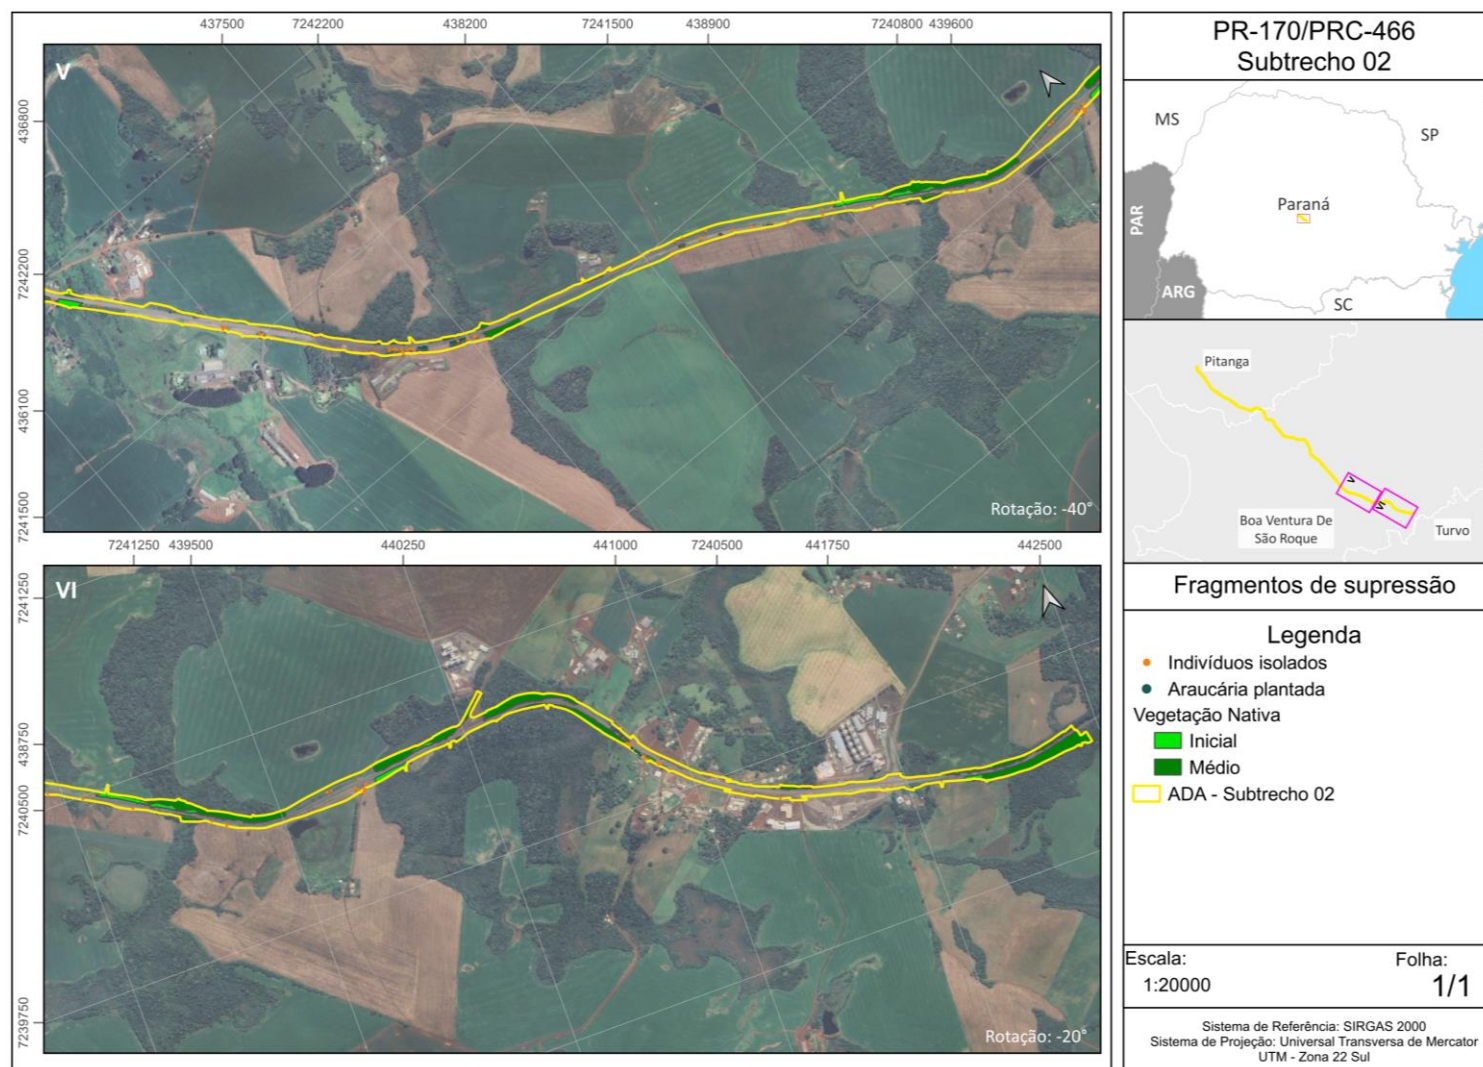 437500 7242200 438200 7241500 438900 7240800 439600
V
436800
7242200
436100
7241500
Rotação: -40°
7241250 439500 440250 441000 7240500 441750 442500
VI
7241250
438750
7240500
7239750
Rotação: -20°
PR-170/PRC-466
Subtrecho 02
MS
SP
Paraná
PAR
ARG
SC
Pitanga
V
VI
Boa Ventura De
São Roque
Turvo
Fragmentos de supressão
Legenda
Indivíduos isolados
Araucária plantada
Vegetação Nativa
Inicial
Médio
ADA - Subtrecho 02
Escala:
1:20000
Folha:
1/1
Sistema de Referência: SIRGAS 2000
Sistema de Projeção: Universal Transversa de Mercator
UTM - Zona 22 Sul